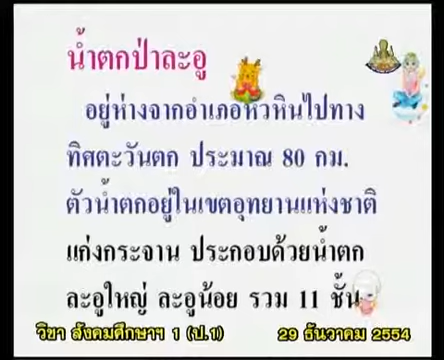 น้ำตกป่าละอู
อยู่ห่างจากอำเภอหัวหินไปทาง
ทิศตะวันตก ประมาณ 80 กม.
ตัวน้ำตกอยู่ในเขตอุทยานแห่งชาติ
แก่งกระจาน ประกอบด้วยน้ำตก
ละอูใหญ่ ละอูน้อย รวม 11 ชั้น
วิชา สังคมศึกษาฯ 1 (ป.1) 29 ธันวาคม 2554